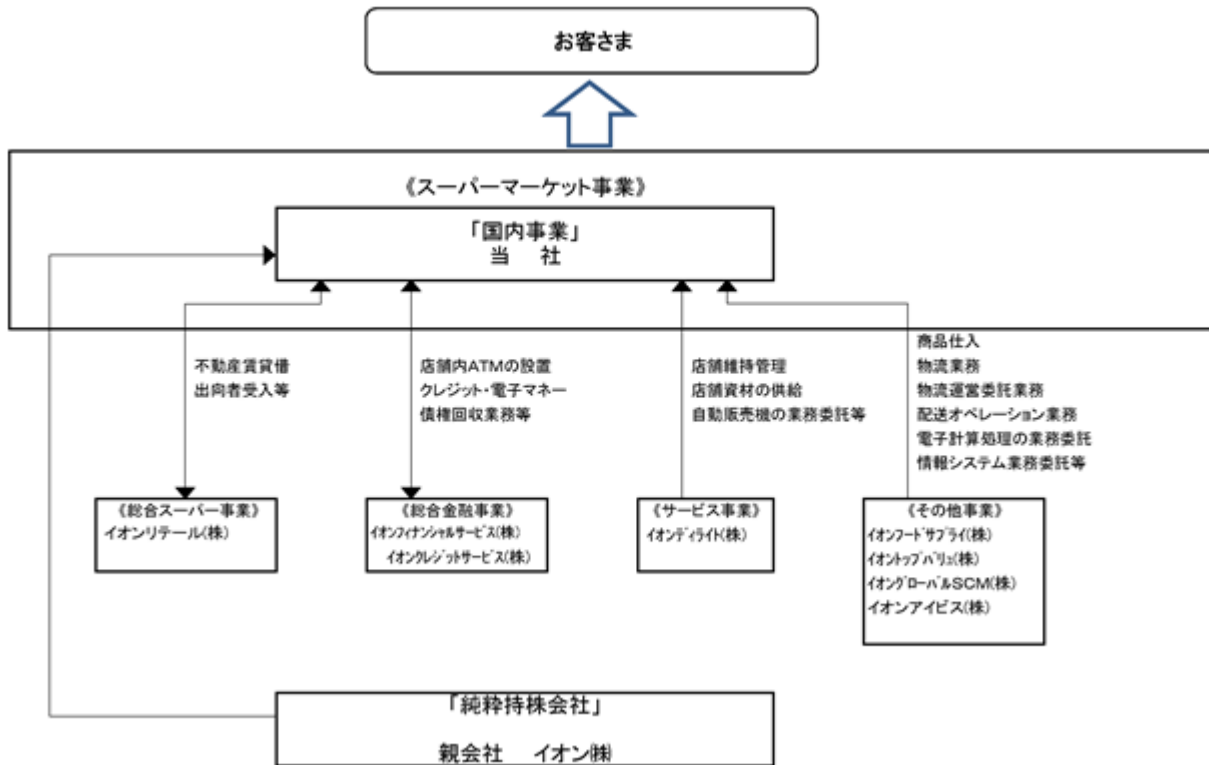 お客さま
《スーパーマーケット事業》
「国内事業」
当 社
不動産賃貸借
出向者受入等
店舗内ATMの設置
クレジット・電子マネー
債権回収業務等
店舗維持管理
店舗資材の供給
自動販売機の業務委託等
商品仕入
物流業務
物流運営委託業務
配送オペレーション業務
電子計算処理の業務委託
情報システム業務委託等
《総合スーパー事業》
イオンリテール(株)
《総合金融事業》
イオンフィナンシャルサービス(株)
イオンクレジットサービス(株)
《サービス事業》
イオンディライト(株)
《その他事業》
イオンフードサプライ(株)
イオントップバリュ(株)
イオングローバルSCM(株)
イオンアイビス(株)
「純粋持株会社」
親会社 イオン㈱